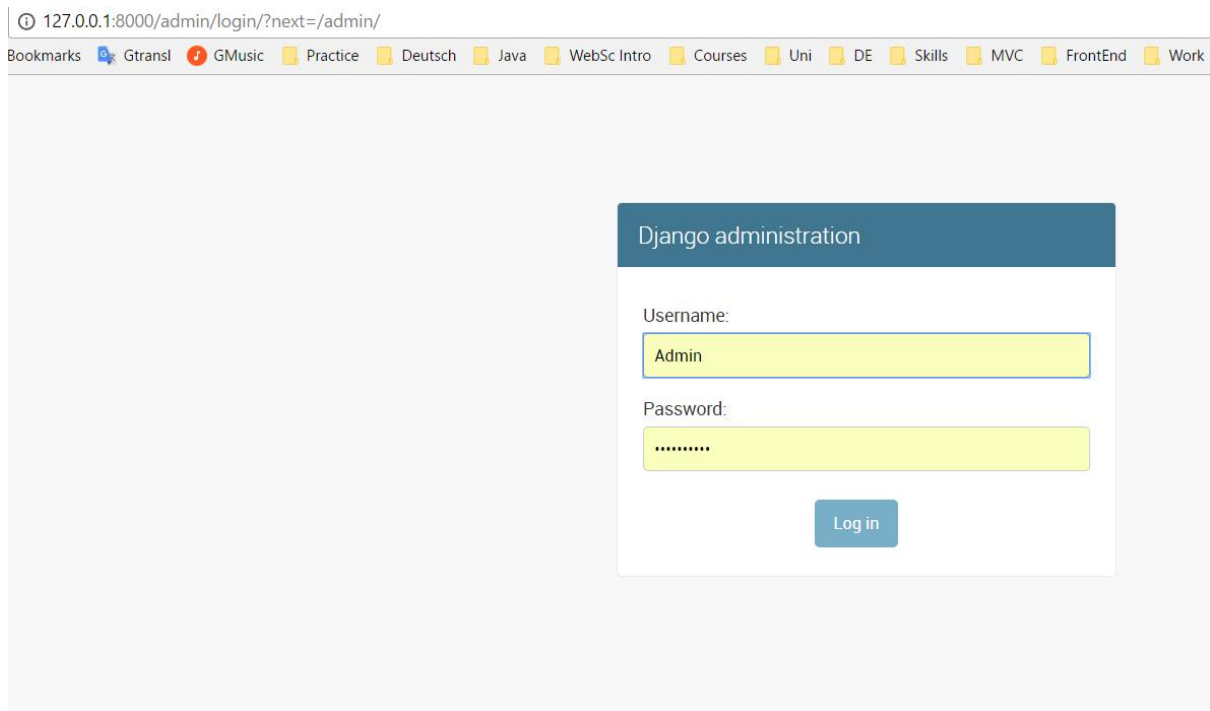 127.0.0.1:8000/admin/login/?next=/admin/
Bookmarks Gtransl GMusic Practice Deutsch Java WebSc Intro Courses Uni DE Skills MVC FrontEnd Work
Django administration
Username:
Admin
Password:
••••••••••
Log in